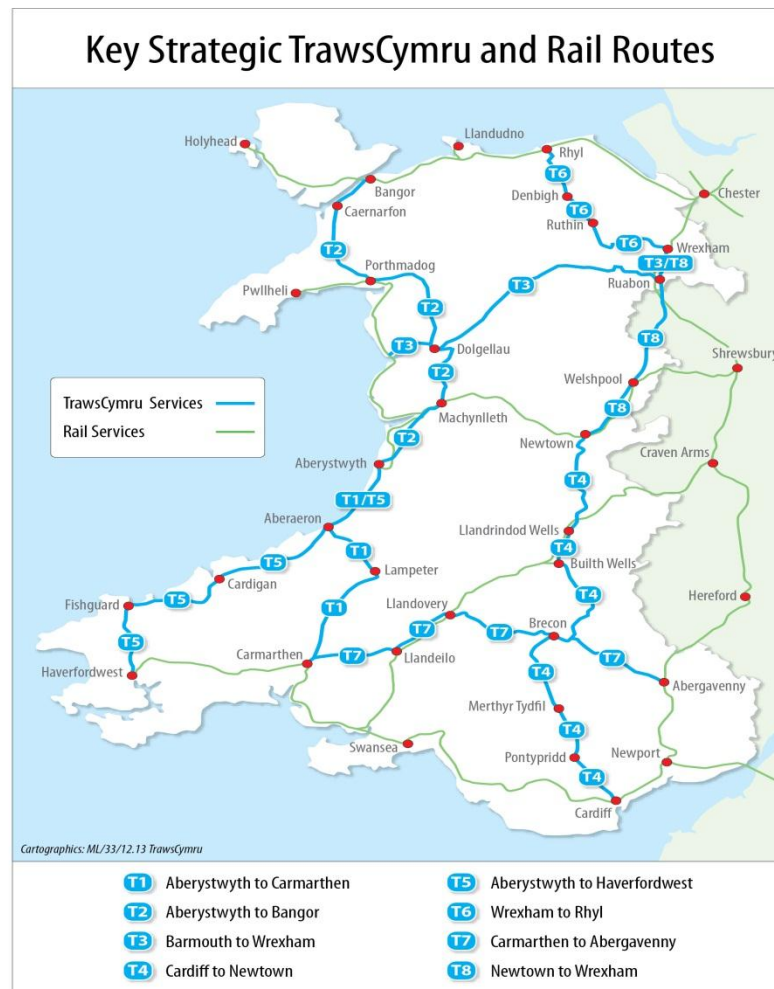 Key Strategic TrawsCymru and Rail Routes
Holyhead
Llandudno
Rhyl
Bangor
T6
Denbigh
Chester
Caernarfon
T6
Ruthin
T6
Wrexham
T2
T3/T8
Porthmadog
Ruabon
Pwllheli
T3
T2
T3
Dolgellau
T8
T2
Shrewsbury
Welshpool
TrawsCymru Services
Rail Services
Machynlleth
T8
T2
Newtown
Aberystwyth
Craven Arms
T4
T1/T5
Aberaeron
Llandrindod Wells
T4
T1
T5
Builth Wells
Lampeter
Cardigan
T4
Hereford
Fishguard
T5
Llandovery
T1
Brecon
T7
T7
T5
Carmarthen
T7
T7
Haverfordwest
Llandeilo
T4
Abergavenny
Merthyr Tydfil
T4
Swansea
Newport
Pontypridd
T4
Cardiff
Cartographics: ML/33/12.13 TrawsCymru
T1 Aberystwyth to Carmarthen
T2 Aberystwyth to Bangor
T3 Barmouth to Wrexham
T4 Cardiff to Newtown
T5 Aberystwyth to Haverfordwest
T6 Wrexham to Rhyl
T7 Carmarthen to Abergavenny
T8 Newtown to Wrexham